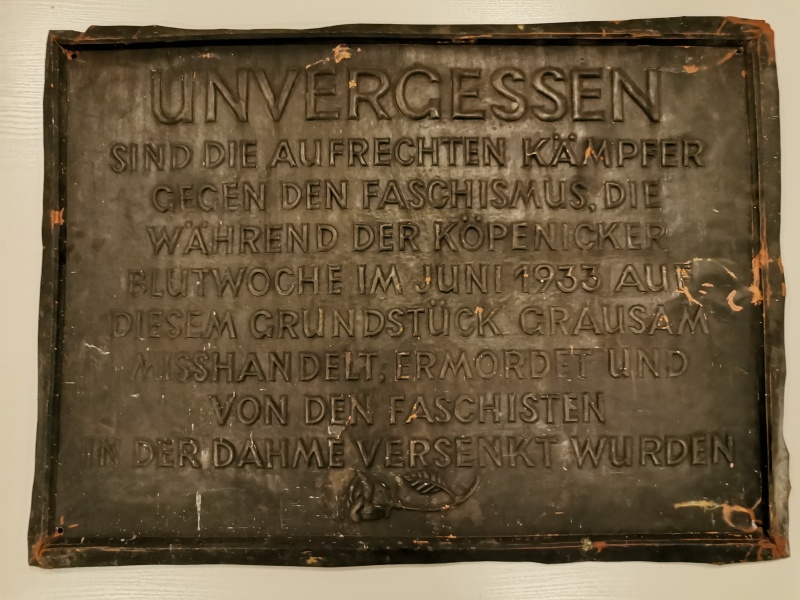 UNVERGESSEN
SIND DIE AUFRECHTEN KÄMPFER
GEGEN DEN FASCHISMUS, DIE
WÄHREND DER KÖPENICKER
BLUTWOCHE IM JUNI 1933 AUF
DIESEM GRUNDSTÜCK GRAUSAM
MISSHANDELT, ERMORDET UND
VON DEN FASCHISTEN
IN DER DAHME VERSENKT WURDEN